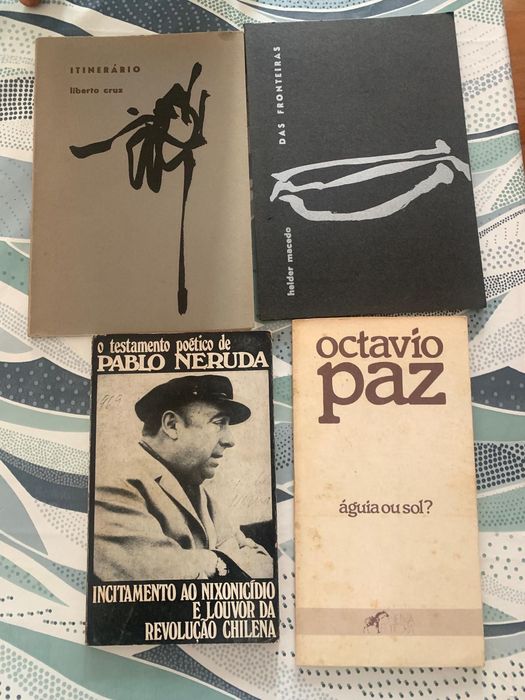 ITINERÁRIO
liberto cruz
DAS FRONTEIRAS
helder macedo
o testamento poético de
PABLO NERUDA
INCITAMENTO AO NIXONICÍDIO
E LOUVOR DA
REVOLUÇÃO CHILENA
octavio
paz
águia ou sol?